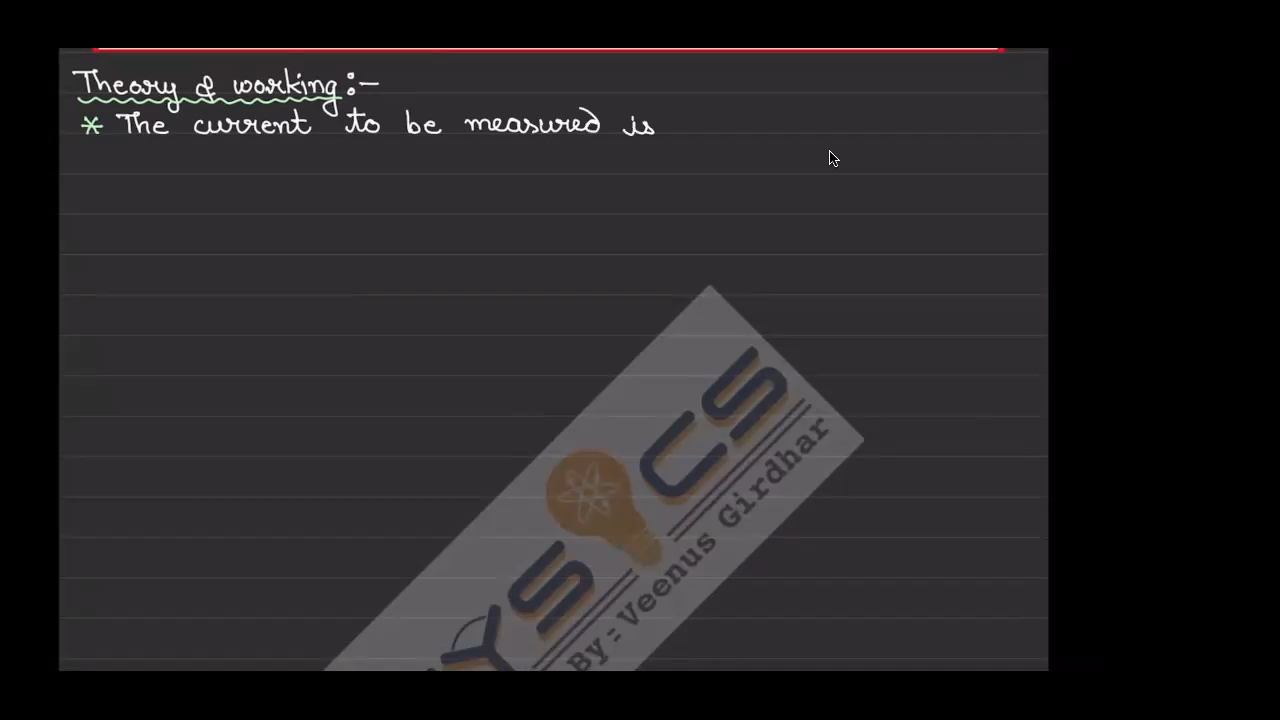 Theory & working :-
* The current to be measured is
YSICS
By: Veenus Girdhar